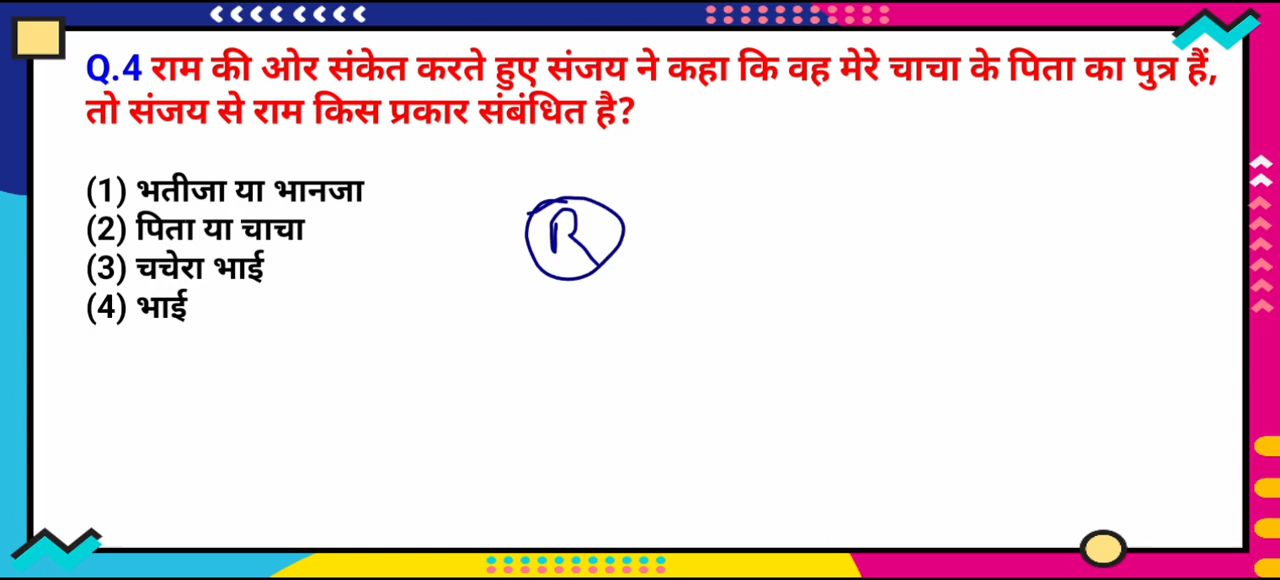 Q.4 राम की ओर संकेत करते हुए संजय ने कहा कि वह मेरे चाचा के पिता का पुत्र हैं,
तो संजय से राम किस प्रकार संबंधित है?
(1) भतीजा या भानजा
(2) पिता या चाचा
(3) चचेरा भाई
(4) भाई
R